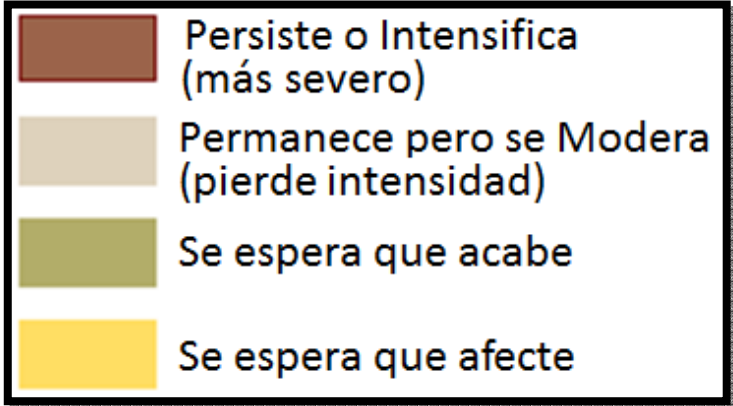 Persiste o Intensifica
(más severo)
Permanece pero se Modera
(pierde intensidad)
Se espera que acabe
Se espera que afecte